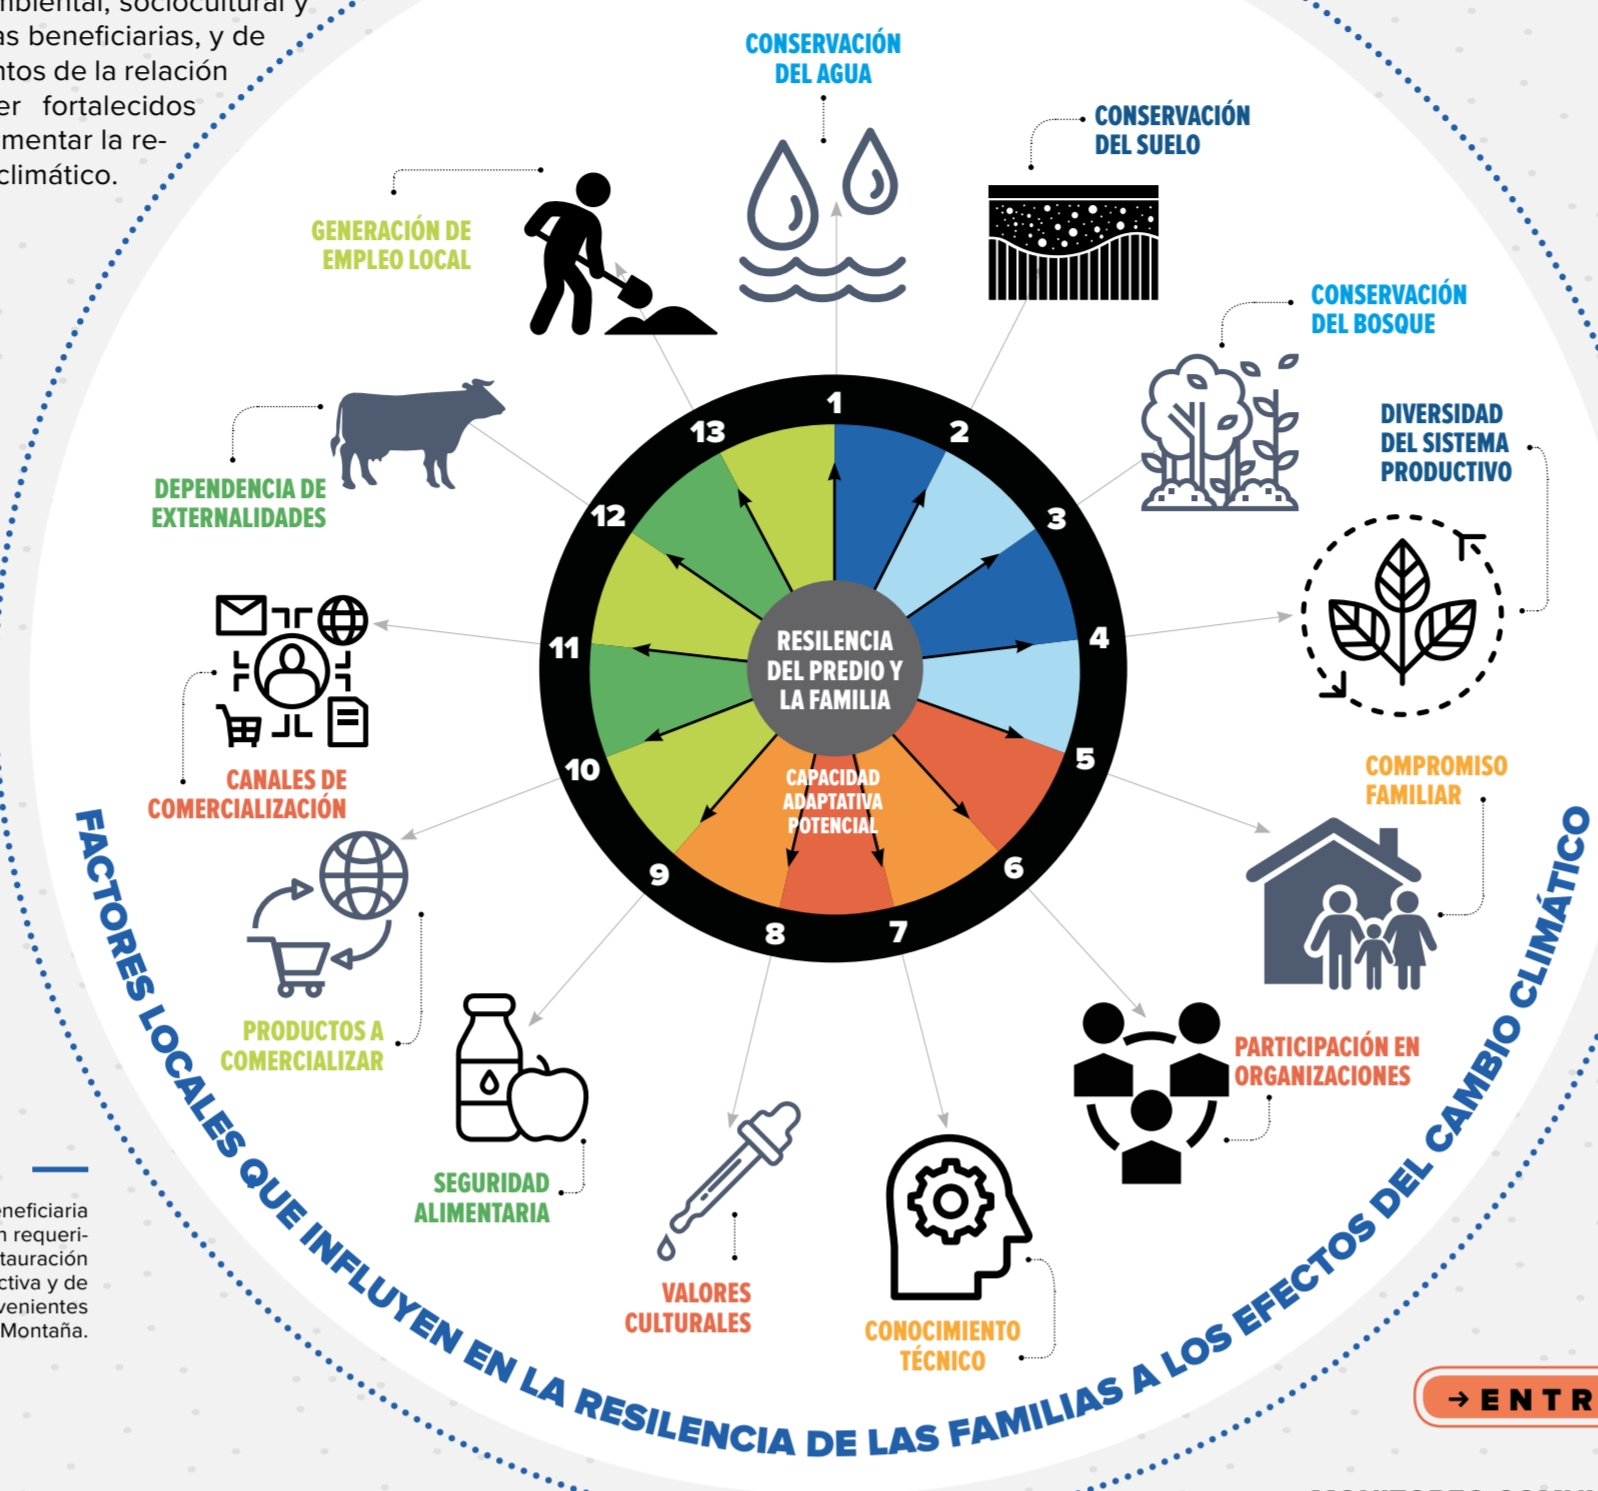 as beneficiarias, y de
ntos de la relación
er fortalecidos
mentar la re-
climático.
CONSERVACIÓN
DEL AGUA
CONSERVACIÓN
DEL SUELO
CONSERVACIÓN
DEL BOSQUE
DIVERSIDAD
DEL SISTEMA
PRODUCTIVO
COMPROMISO
FAMILIAR
PARTICIPACIÓN EN
ORGANIZACIONES
CONOCIMIENTO
TÉCNICO
VALORES
CULTURALES
SEGURIDAD
ALIMENTARIA
PRODUCTOS A
COMERCIALIZAR
CANALES DE
COMERCIALIZACIÓN
DEPENDENCIA DE
EXTERNALIDADES
GENERACIÓN DE
EMPLEO LOCAL
1
2
3
4
5
6
7
8
9
10
11
12
13
RESILENCIA
DEL PREDIO Y
LA FAMILIA
CAPACIDAD
ADAPTATIVA
POTENCIAL
FACTORES LOCALES QUE INFLUYEN EN LA RESILENCIA DE LAS FAMILIAS A LOS EFECTOS DEL CAMBIO CLIMÁTICO
neficiaria
n requeri-
tauración
ctiva y de
venientes
Montaña.
→ ENTR